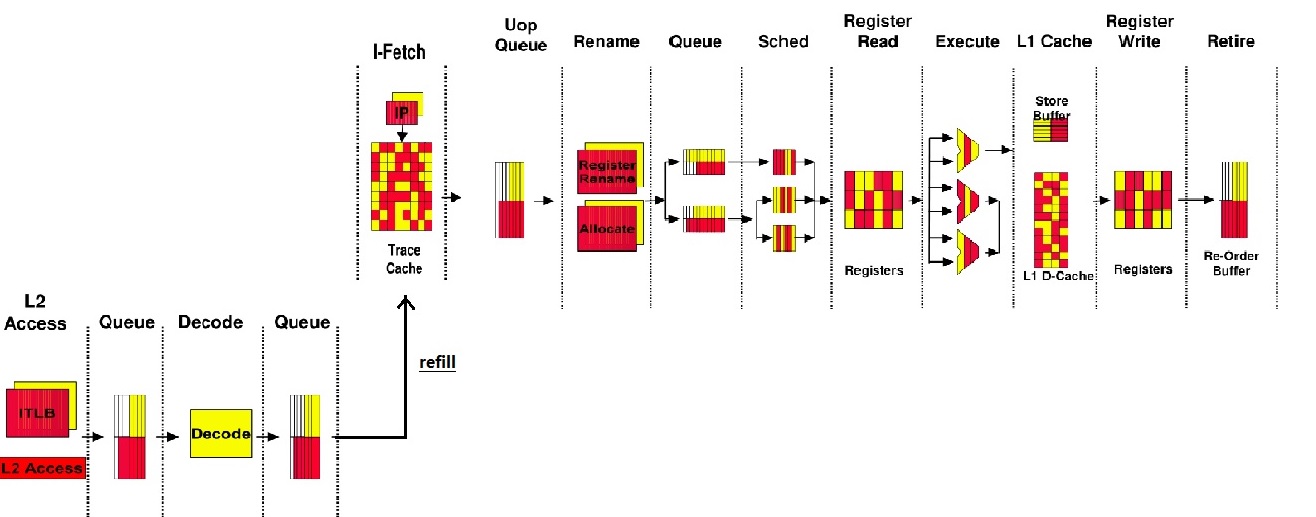 I-Fetch
Uop
Queue
Rename
Queue
Sched
Register
Read
Execute
L1 Cache
Register
Write
Retire
IP
Trace
Cache
Register
Rename
Allocate
Registers
Store
Buffer
L1 D-Cache
Registers
Re-Order
Buffer
L2
Access
Queue
Decode
Queue
refill
ITLB
L2 Access
Decode